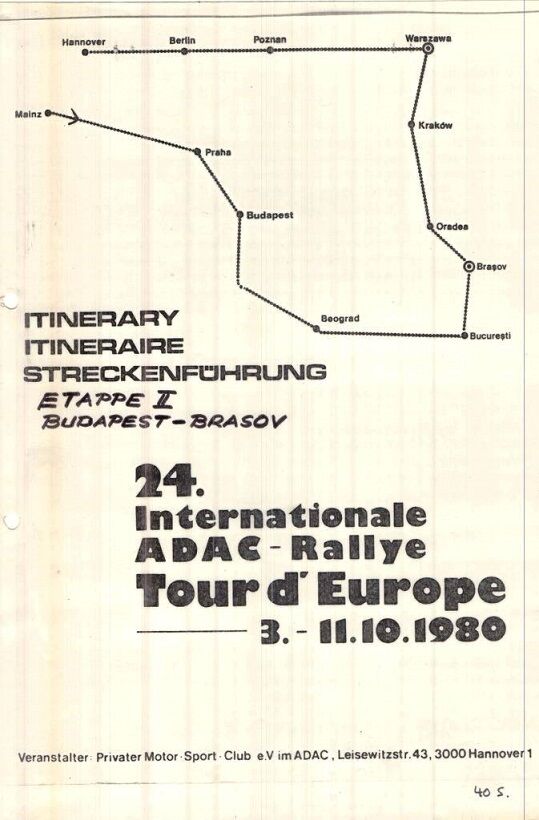 Hannover
Berlin
Poznan
Warszawa
Mainz
Kraków
Praha
Budapest
Oradea
Braşov
Beograd
Bucureşti
ITINERARY
ITINERAIRE
STRECKENFÜHRUNG
ETAPPE II
BUDAPEST-BRASOV
24.
Internationale
ADAC-Rallye
Tour d'Europe
3.-11.10.1980
Veranstalter: Privater Motor-Sport-Club e.V im ADAC, Leisewitzstr. 43, 3000 Hannover 1
40 S.